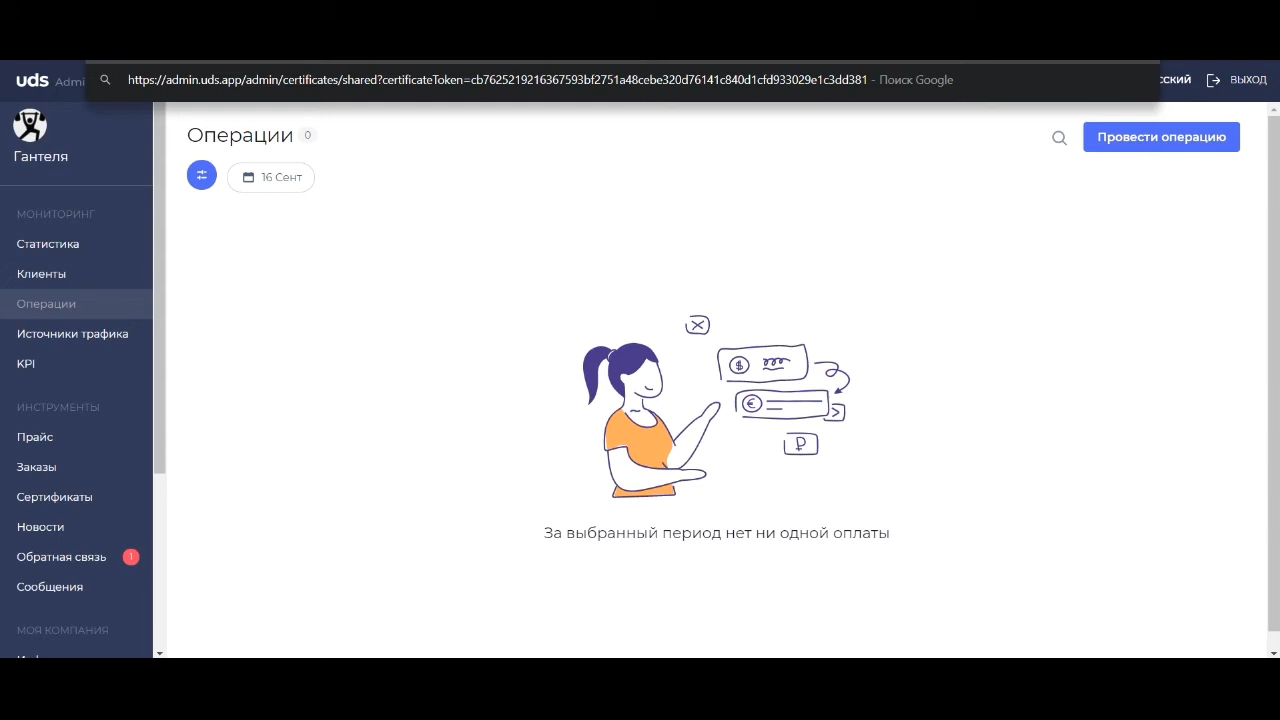 uds Admi
https://admin.uds.app/admin/certificates/shared?certificateToken=cb7625219216367593bf2751a48cebe320d76141c840d1cfd933029e1c3dd381 - Поиск Google
сский
ВЫХОД
Гантеля
МОНИТОРИНГ
Статистика
Клиенты
Операции
Источники трафика
KPI
ИНСТРУМЕНТЫ
Прайс
Заказы
Сертификаты
Новости
Обратная связь 1
Сообщения
МОЯ КОМПАНИЯ
Операции 0
Провести операцию
16 Сент
$
€
₽
За выбранный период нет ни одной оплаты